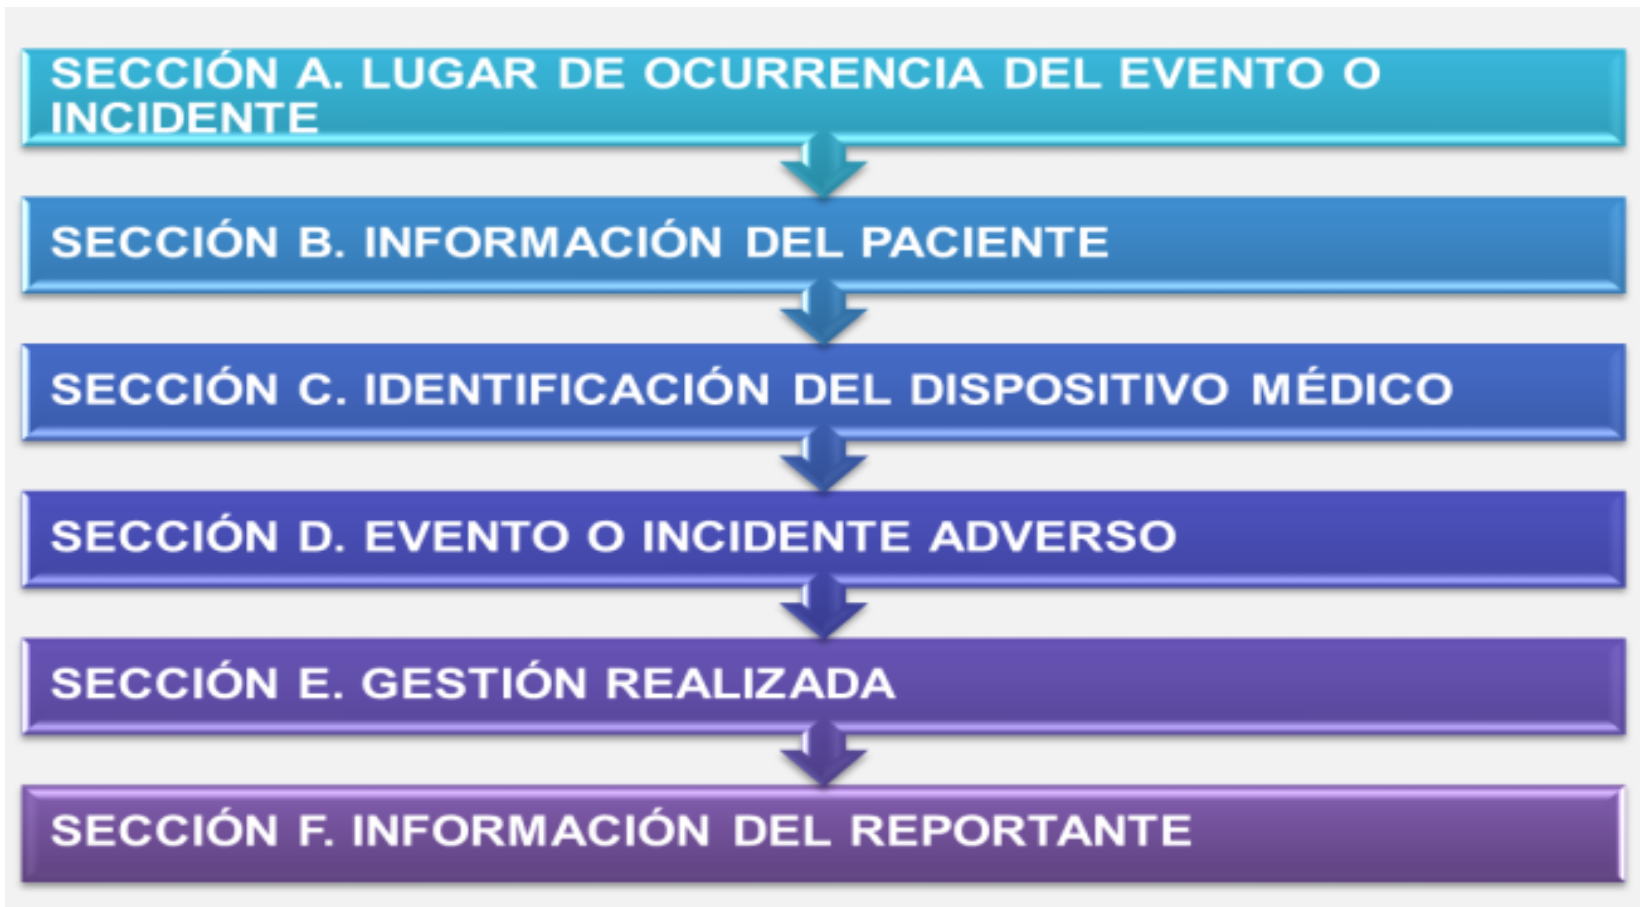 SECCIÓN A. LUGAR DE OCURRENCIA DEL EVENTO O
INCIDENTE
SECCIÓN B. INFORMACIÓN DEL PACIENTE
SECCIÓN C. IDENTIFICACIÓN DEL DISPOSITIVO MÉDICO
SECCIÓN D. EVENTO O INCIDENTE ADVERSO
SECCIÓN E. GESTIÓN REALIZADA
SECCIÓN F. INFORMACIÓN DEL REPORTANTE